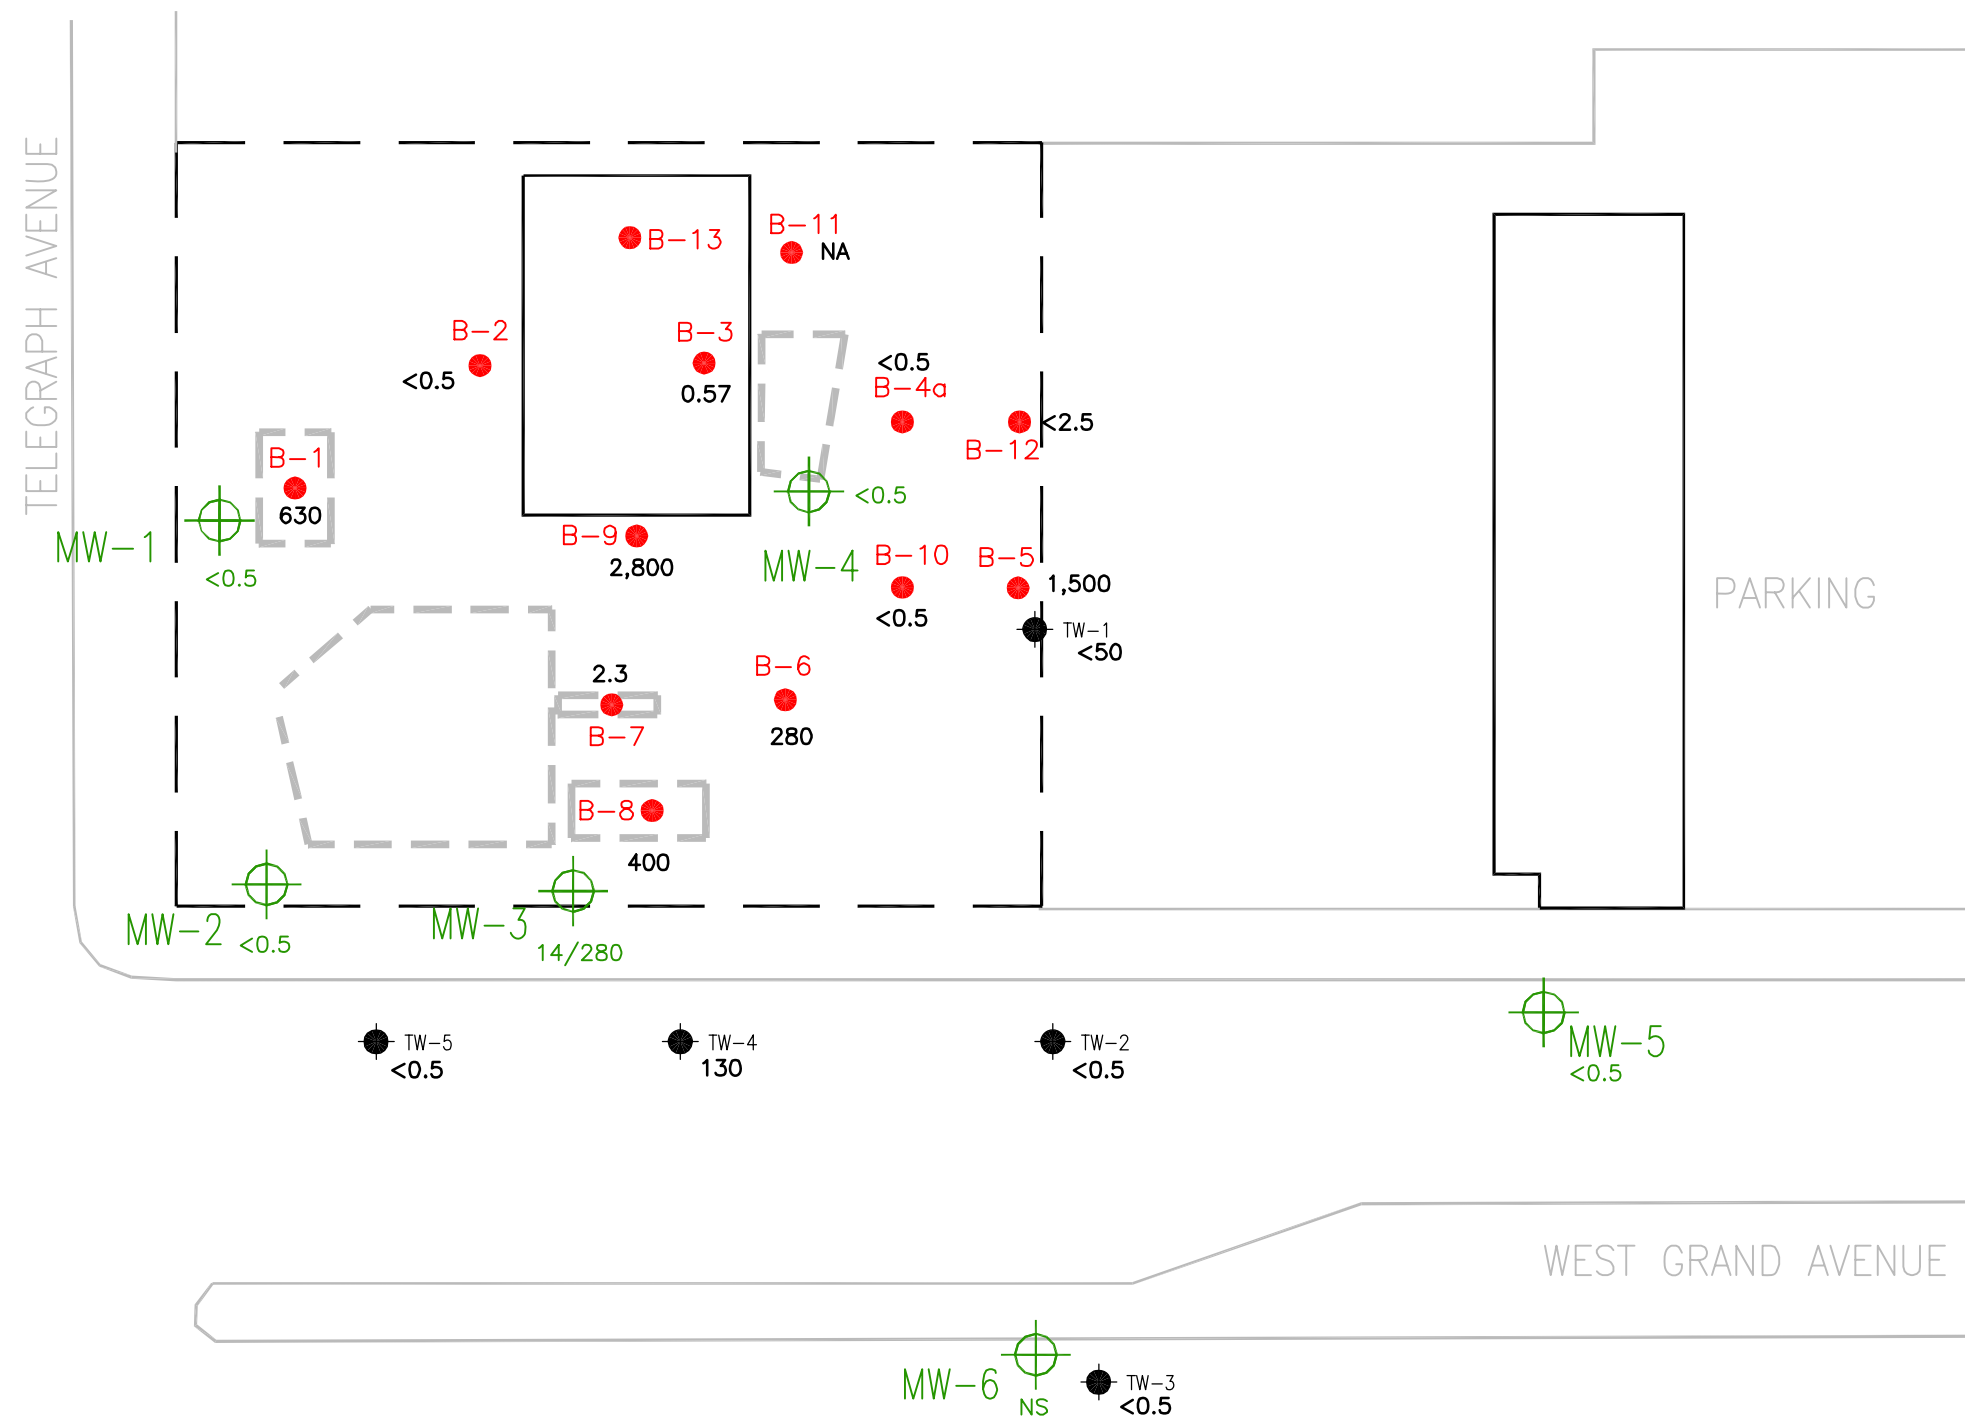 TELEGRAPH AVENUE
B-13
B-11
NA
B-2
<0.5
B-3
0.57
<0.5
B-4a
<2.5
B-12
B-1
630
MW-1
<0.5
<0.5
MW-4
B-9
2,800
B-10
<0.5
B-5
1,500
TW-1
<50
PARKING
2.3
B-7
B-6
280
B-8
400
MW-2
<0.5
MW-3
14/280
TW-5
<0.5
TW-4
130
TW-2
<0.5
MW-5
<0.5
WEST GRAND AVENUE
MW-6
NS
TW-3
<0.5